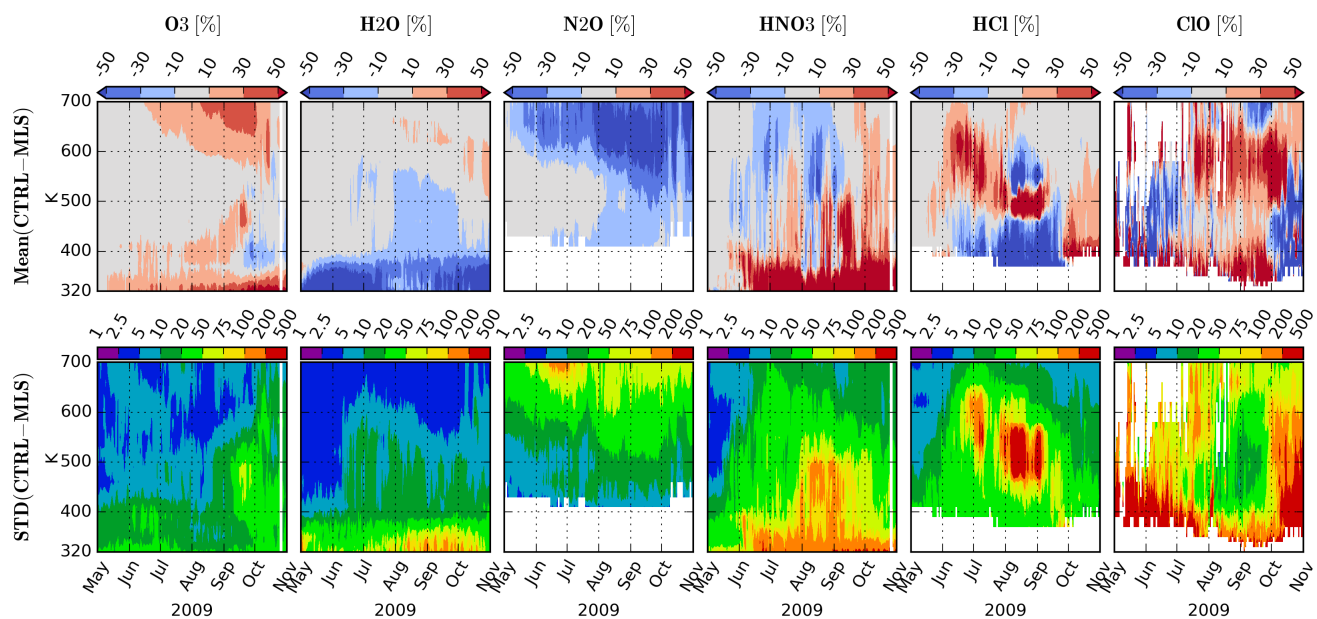 O3 [%] H2O [%] N2O [%] HNO3 [%] HCl [%] ClO [%]
-50 -30 -10 10 30 50 -50 -30 -10 10 30 50 -50 -30 -10 10 30 50 -50 -30 -10 10 30 50 -50 -30 -10 10 30 50 -50 -30 -10 10 30 50
Mean(CTRL−MLS)
K
700
600
500
400
320
1 2.5 5 10 20 50 75 100 200 500 1 2.5 5 10 20 50 75 100 200 500 1 2.5 5 10 20 50 75 100 200 500 1 2.5 5 10 20 50 75 100 200 500 1 2.5 5 10 20 50 75 100 200 500 1 2.5 5 10 20 50 75 100 200 500
STD(CTRL−MLS)
K
700
600
500
400
320
May Jun Jul Aug Sep Oct Nov May Jun Jul Aug Sep Oct Nov May Jun Jul Aug Sep Oct Nov May Jun Jul Aug Sep Oct Nov May Jun Jul Aug Sep Oct Nov May Jun Jul Aug Sep Oct Nov
2009 2009 2009 2009 2009 2009